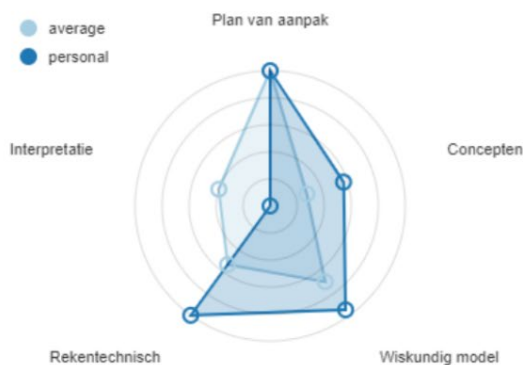 Plan van aanpak
average
personal
Interpretatie
Concepten
Rekentechnisch
Wiskundig model